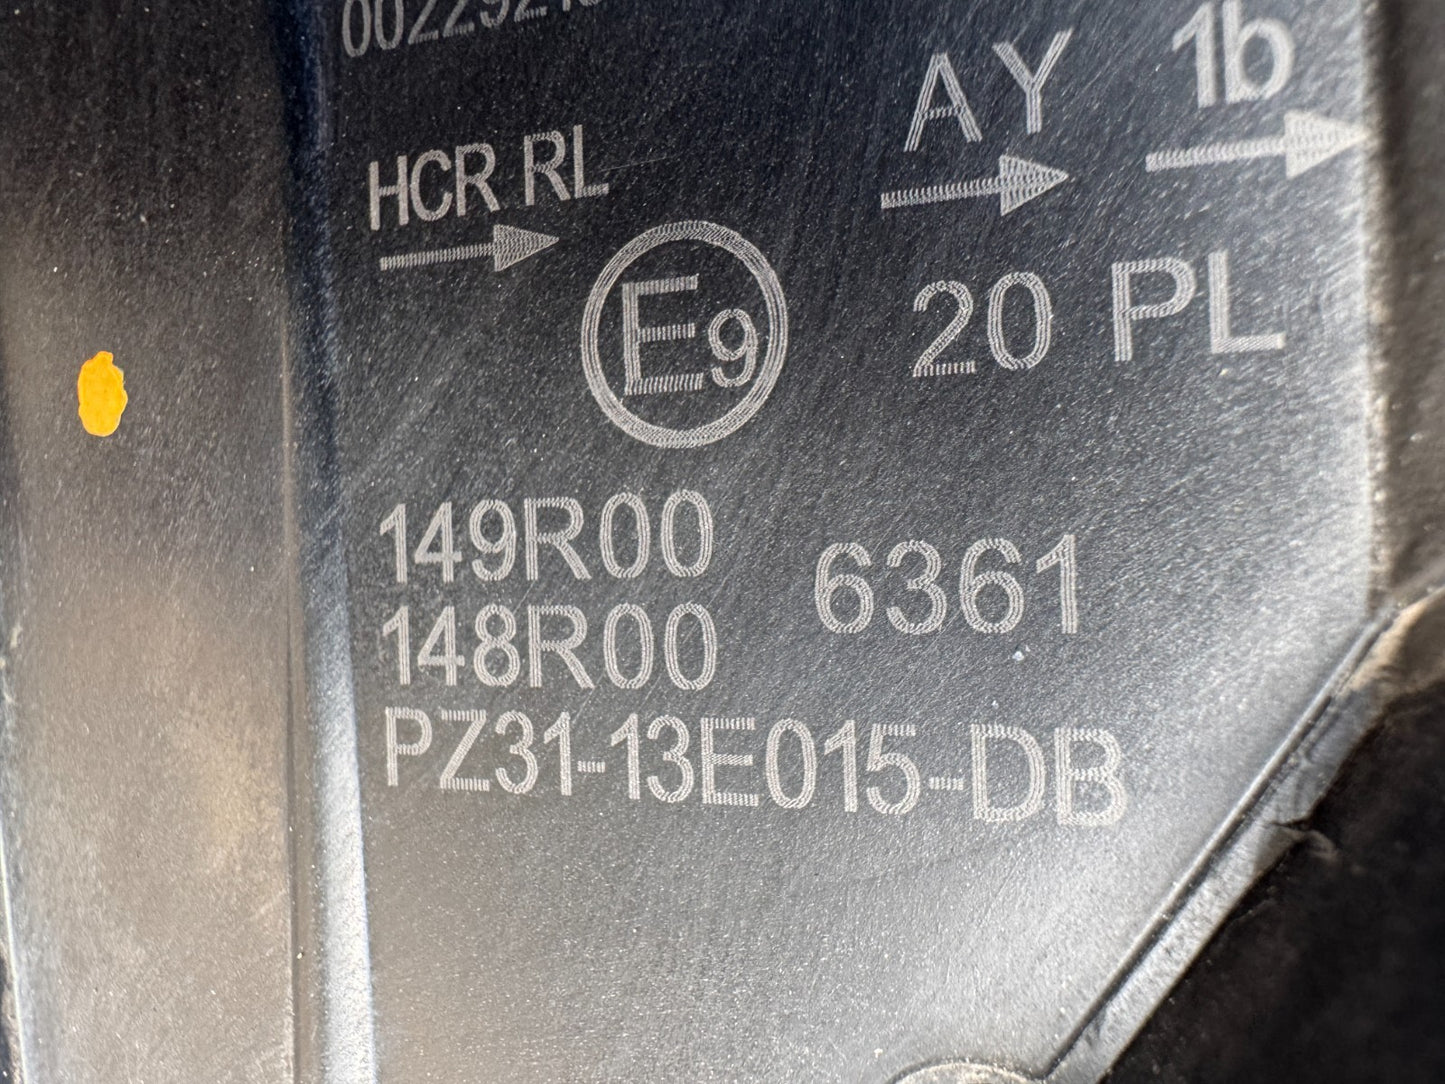 HCR RL
AY 1b
E9
20 PL
149R00
148R00
6361
PZ31-13E015-DB